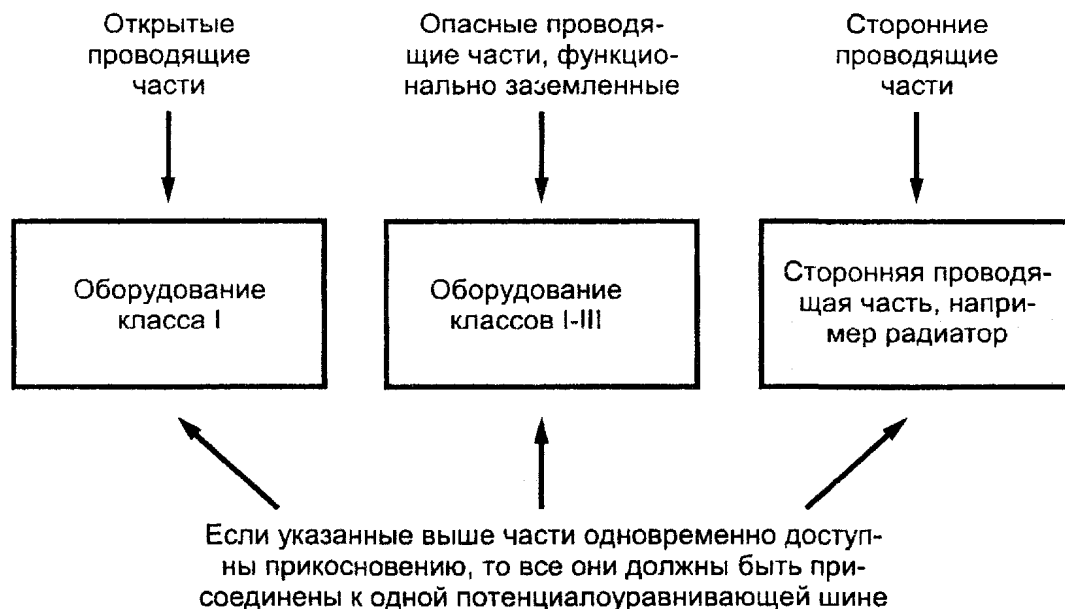 Открытые
проводящие
части
Опасные проводя-
щие части, функцио-
нально заземленные
Сторонние
проводящие
части
Оборудование
класса I
Оборудование
классов I-III
Сторонняя проводя-
щая часть, напри-
мер радиатор
Если указанные выше части одновременно доступ-
ны прикосновению, то все они должны быть при-
соединены к одной потенциалоуравнивающей шине